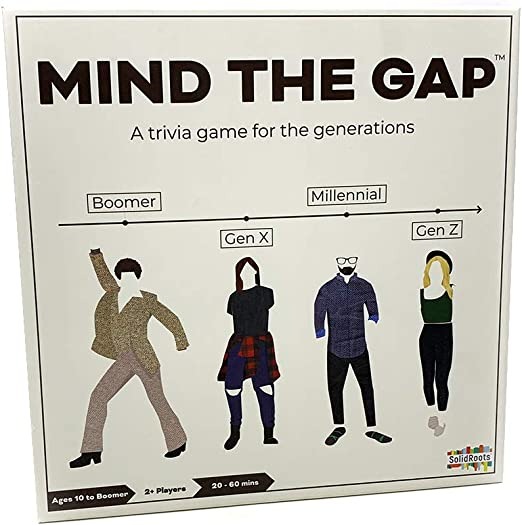 MIND THE GAP™
A trivia game for the generations
Boomer
Millennial
Gen X
Gen Z
SolidRoots
Ages 10 to Boomer
2+ Players
20 - 60 mins